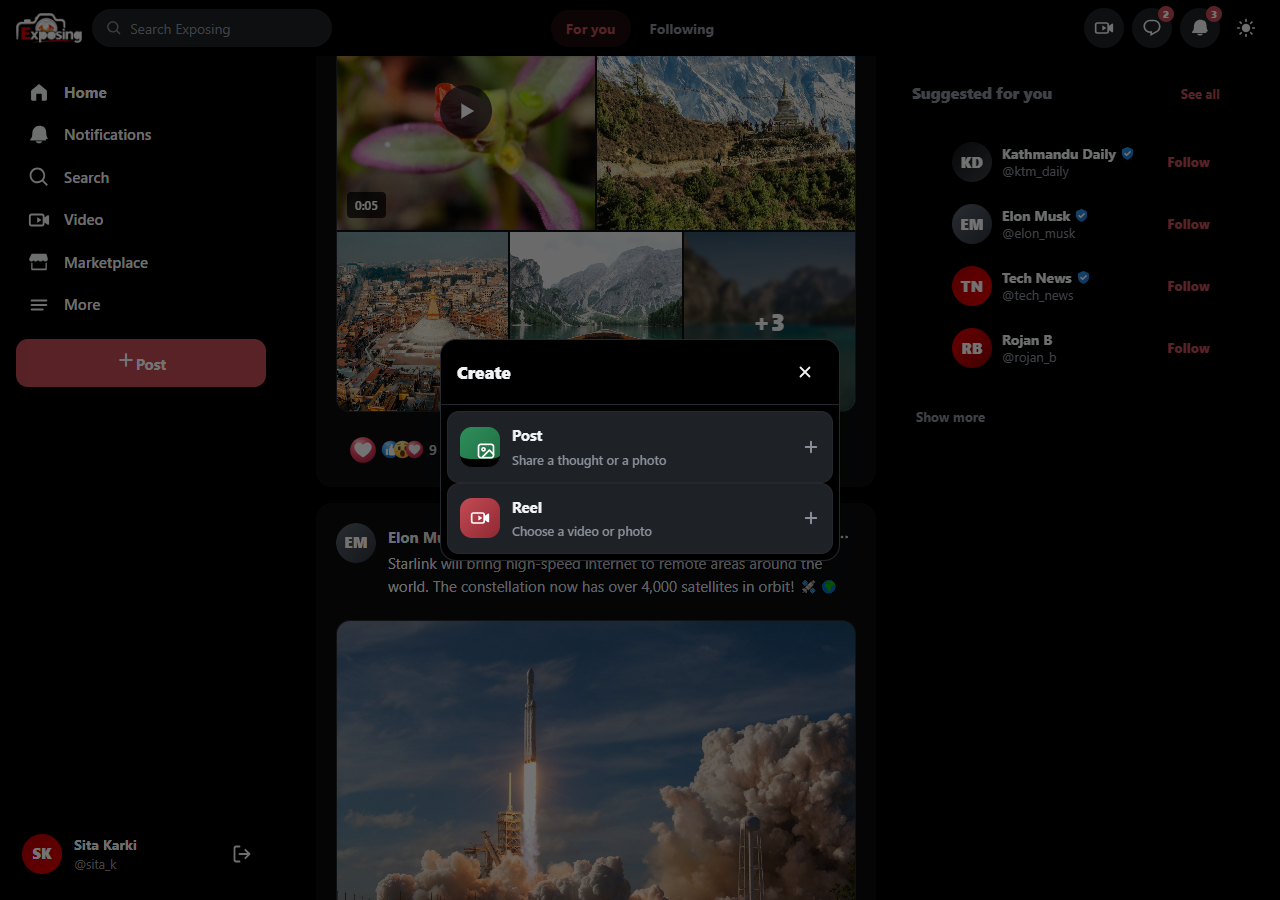 Exposing
Search Exposing
For you
Following
2
3
Home
Notifications
Search
Video
Marketplace
More
+ Post
SK
Sita Karki
@sita_k
0:05
+3
9
Create
Post
Share a thought or a photo
Reel
Choose a video or photo
EM
Elon Mu
Starlink will bring high-speed internet to remote areas around the
world. The constellation now has over 4,000 satellites in orbit! 🛰️ 🌍
Suggested for you
See all
KD
Kathmandu Daily
@ktm_daily
Follow
EM
Elon Musk
@elon_musk
Follow
TN
Tech News
@tech_news
Follow
RB
Rojan B
@rojan_b
Follow
Show more